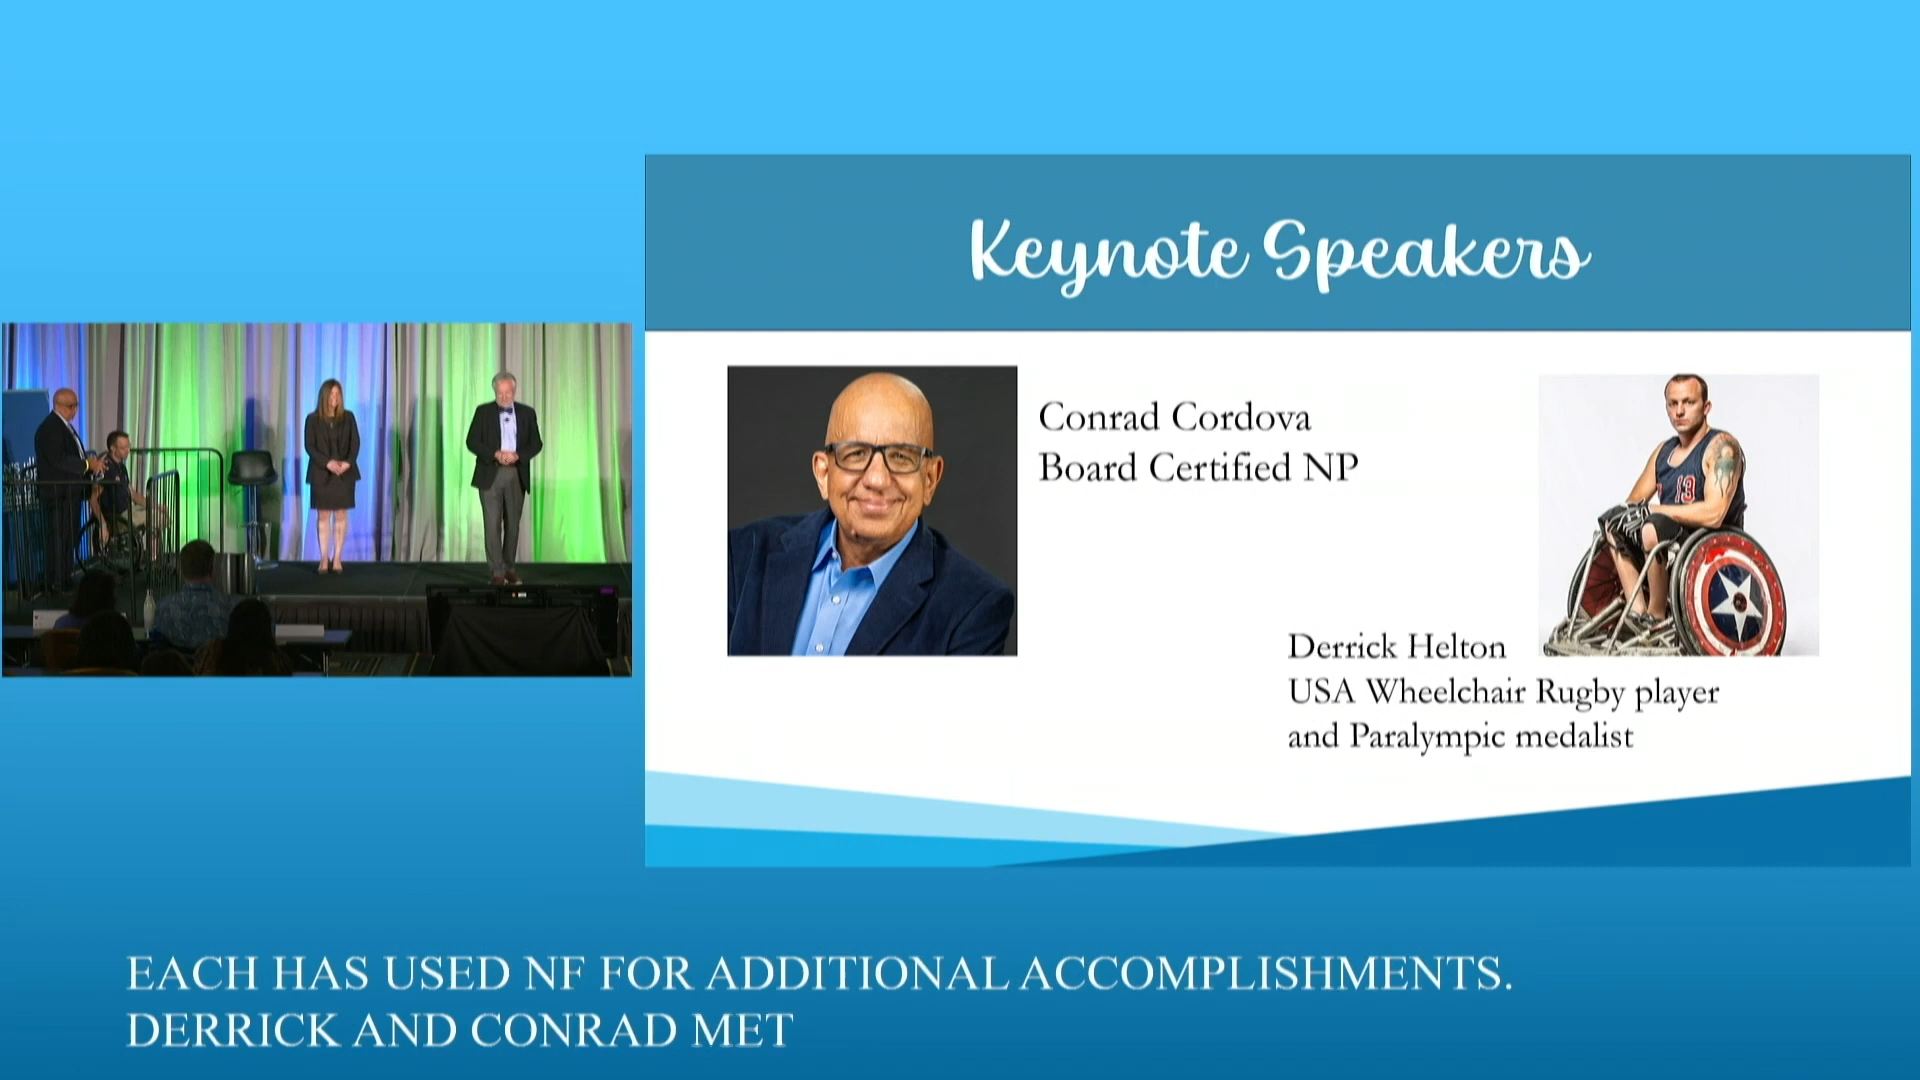 Keynote Speakers
Conrad Cordova
Board Certified NP
13
Derrick Helton
USA Wheelchair Rugby player
and Paralympic medalist
EACH HAS USED NF FOR ADDITIONAL ACCOMPLISHMENTS.
DERRICK AND CONRAD MET